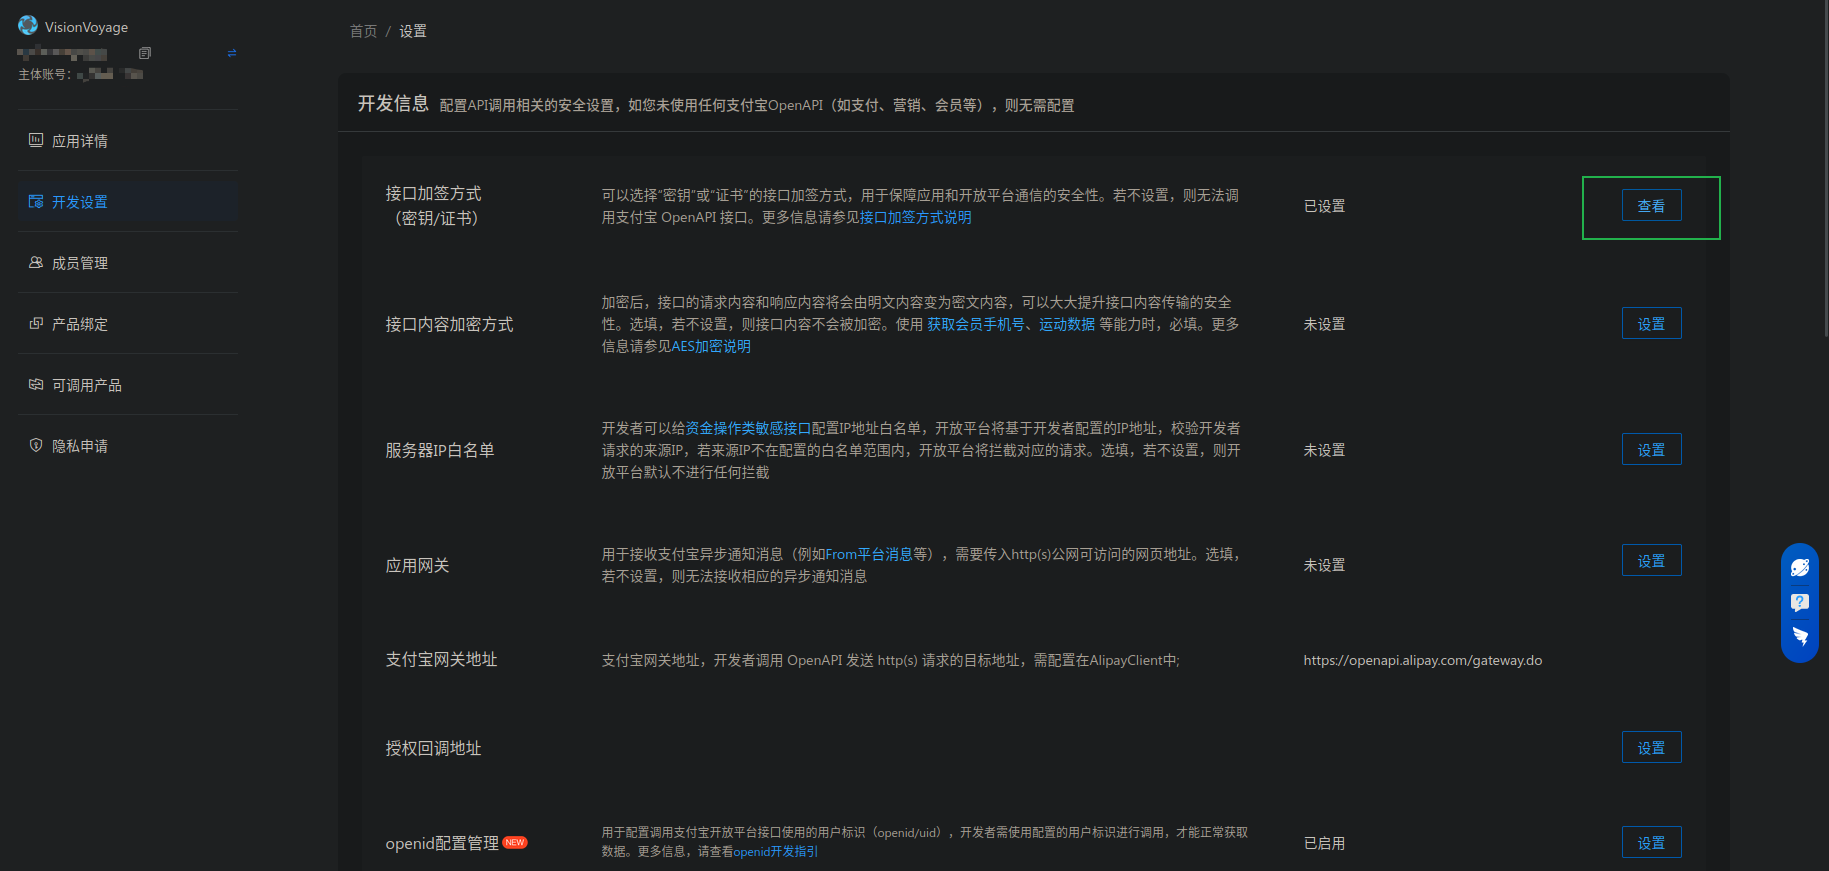 VisionVoyage
主体账号：
应用详情
开发设置
成员管理
产品绑定
可调用产品
隐私申请
首页 / 设置
开发信息 配置API调用相关的安全设置，如您未使用任何支付宝OpenAPI（如支付、营销、会员等），则无需配置
接口加签方式
（密钥/证书）
可以选择“密钥”或“证书”的接口加签方式，用于保障应用和开放平台通信的安全性。若不设置，则无法调
用支付宝 OpenAPI 接口。更多信息请参见接口加签方式说明
已设置
查看
接口内容加密方式
加密后，接口的请求内容和响应内容将会由明文内容变为密文内容，可以大大提升接口内容传输的安全
性。选填，若不设置，则接口内容不会被加密。使用 获取会员手机号、运动数据 等能力时，必填。更多
信息请参见AES加密说明
未设置
设置
服务器IP白名单
开发者可以给资金操作类敏感接口配置IP地址白名单，开放平台将基于开发者配置的IP地址，校验开发者
请求的来源IP，若来源IP不在配置的白名单范围内，开放平台将拦截对应的请求。选填，若不设置，则开
放平台默认不进行任何拦截
未设置
设置
应用网关
用于接收支付宝异步通知消息（例如From平台消息等），需要传入http(s)公网可访问的网页地址。选填，
若不设置，则无法接收相应的异步通知消息
未设置
设置
支付宝网关地址
支付宝网关地址，开发者调用 OpenAPI 发送 http(s) 请求的目标地址，需配置在AlipayClient中;
https://openapi.alipay.com/gateway.do
授权回调地址
设置
openid配置管理 NEW
用于配置调用支付宝开放平台接口使用的用户标识（openid/uid），开发者需使用配置的用户标识进行调用，才能正常获取
数据。更多信息，请查看openid开发指引
已启用
设置